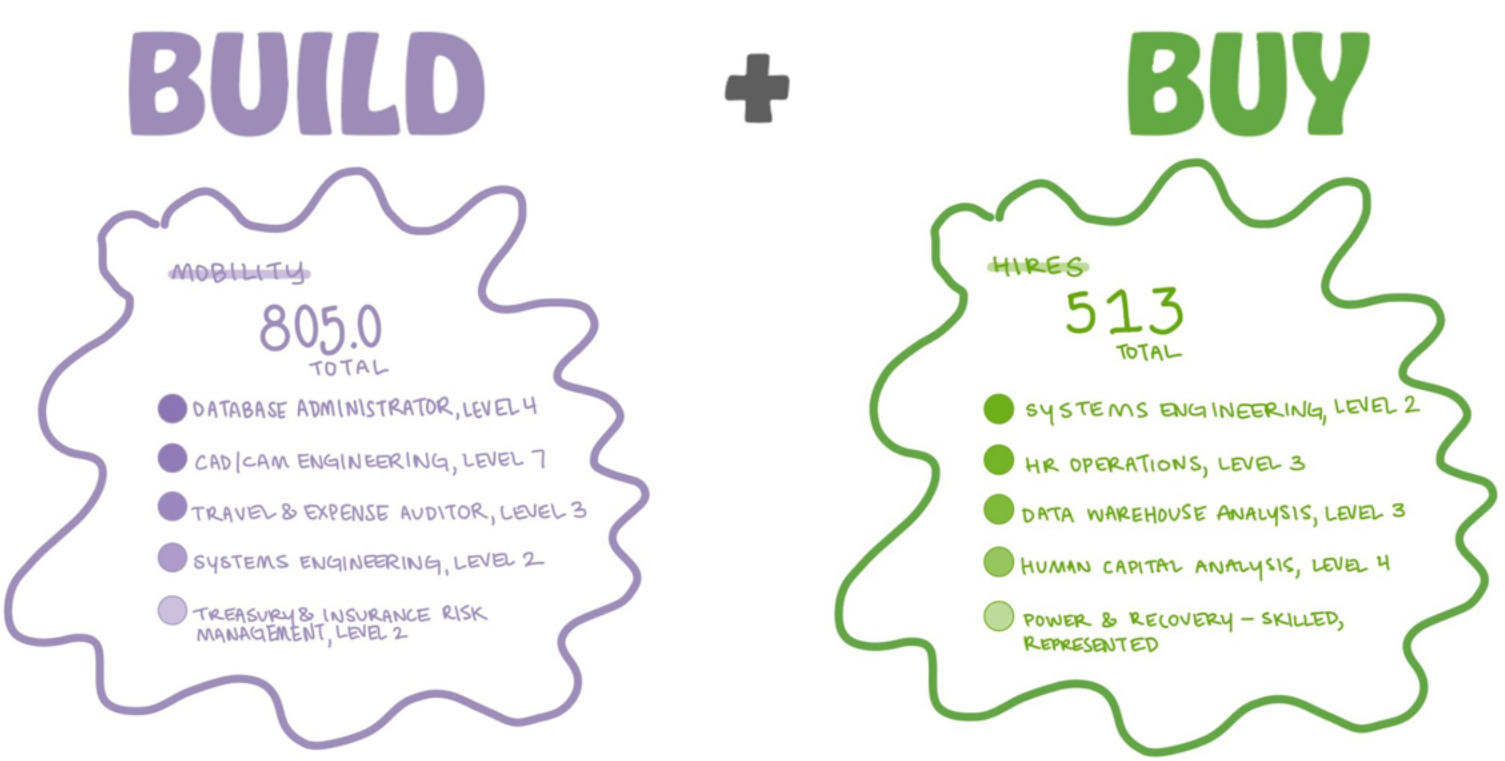 BUILD + BUY
MOBILITY
805.0
TOTAL
DATABASE ADMINISTRATOR, LEVEL 4
CAD/CAM ENGINEERING, LEVEL 7
TRAVEL & EXPENSE AUDITOR, LEVEL 3
SYSTEMS ENGINEERING, LEVEL 2
TREASURY & INSURANCE RISK
MANAGEMENT, LEVEL 2
HIRES
513
TOTAL
SYSTEMS ENGINEERING, LEVEL 2
HR OPERATIONS, LEVEL 3
DATA WAREHOUSE ANALYSIS, LEVEL 3
HUMAN CAPITAL ANALYSIS, LEVEL 4
POWER & RECOVERY – SKILLED,
REPRESENTED